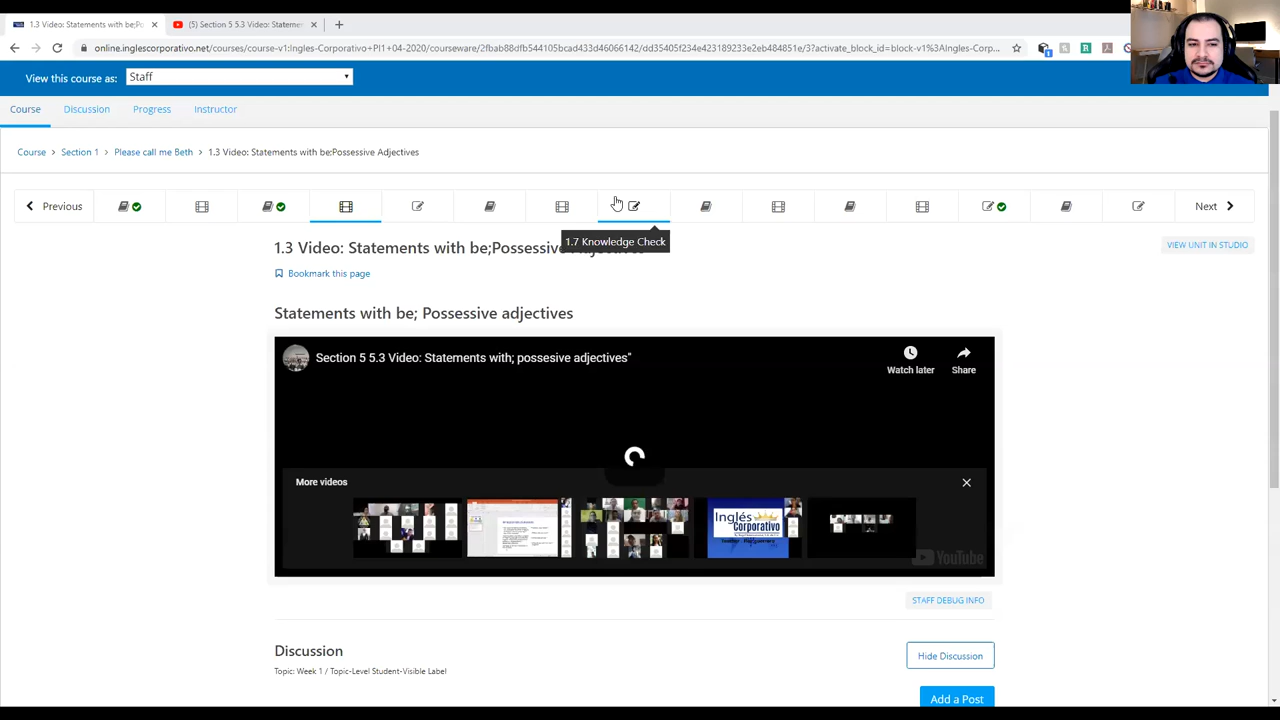 1.3 Video: Statements with be;Po
(5) Section 5 5.3 Video: Statemen
online.inglescorporativo.net/courses/course-v1:Ingles-Corporativo+PI1+04-2020/courseware/2fbab8bdfb544105bcad433d46066142/dd35405f234e423189233e2eb484851e/3?activate_block_id=block-v1%3AIngles-Corp...
View this course as:
Staff
Course
Discussion
Progress
Instructor
Course > Section 1 > Please call me Beth > 1.3 Video: Statements with be;Possessive Adjectives
Previous
Next
1.7 Knowledge Check
1.3 Video: Statements with be;Possessive
VIEW UNIT IN STUDIO
Bookmark this page
Statements with be; Possessive adjectives
Section 5 5.3 Video: Statements with; possesive adjectives"
Watch later
Share
More videos
Inglés
Corporativo
YouTube
STAFF DEBUG INFO
Discussion
Hide Discussion
Topic: Week 1 / Topic-Level Student-Visible Label
Add a Post